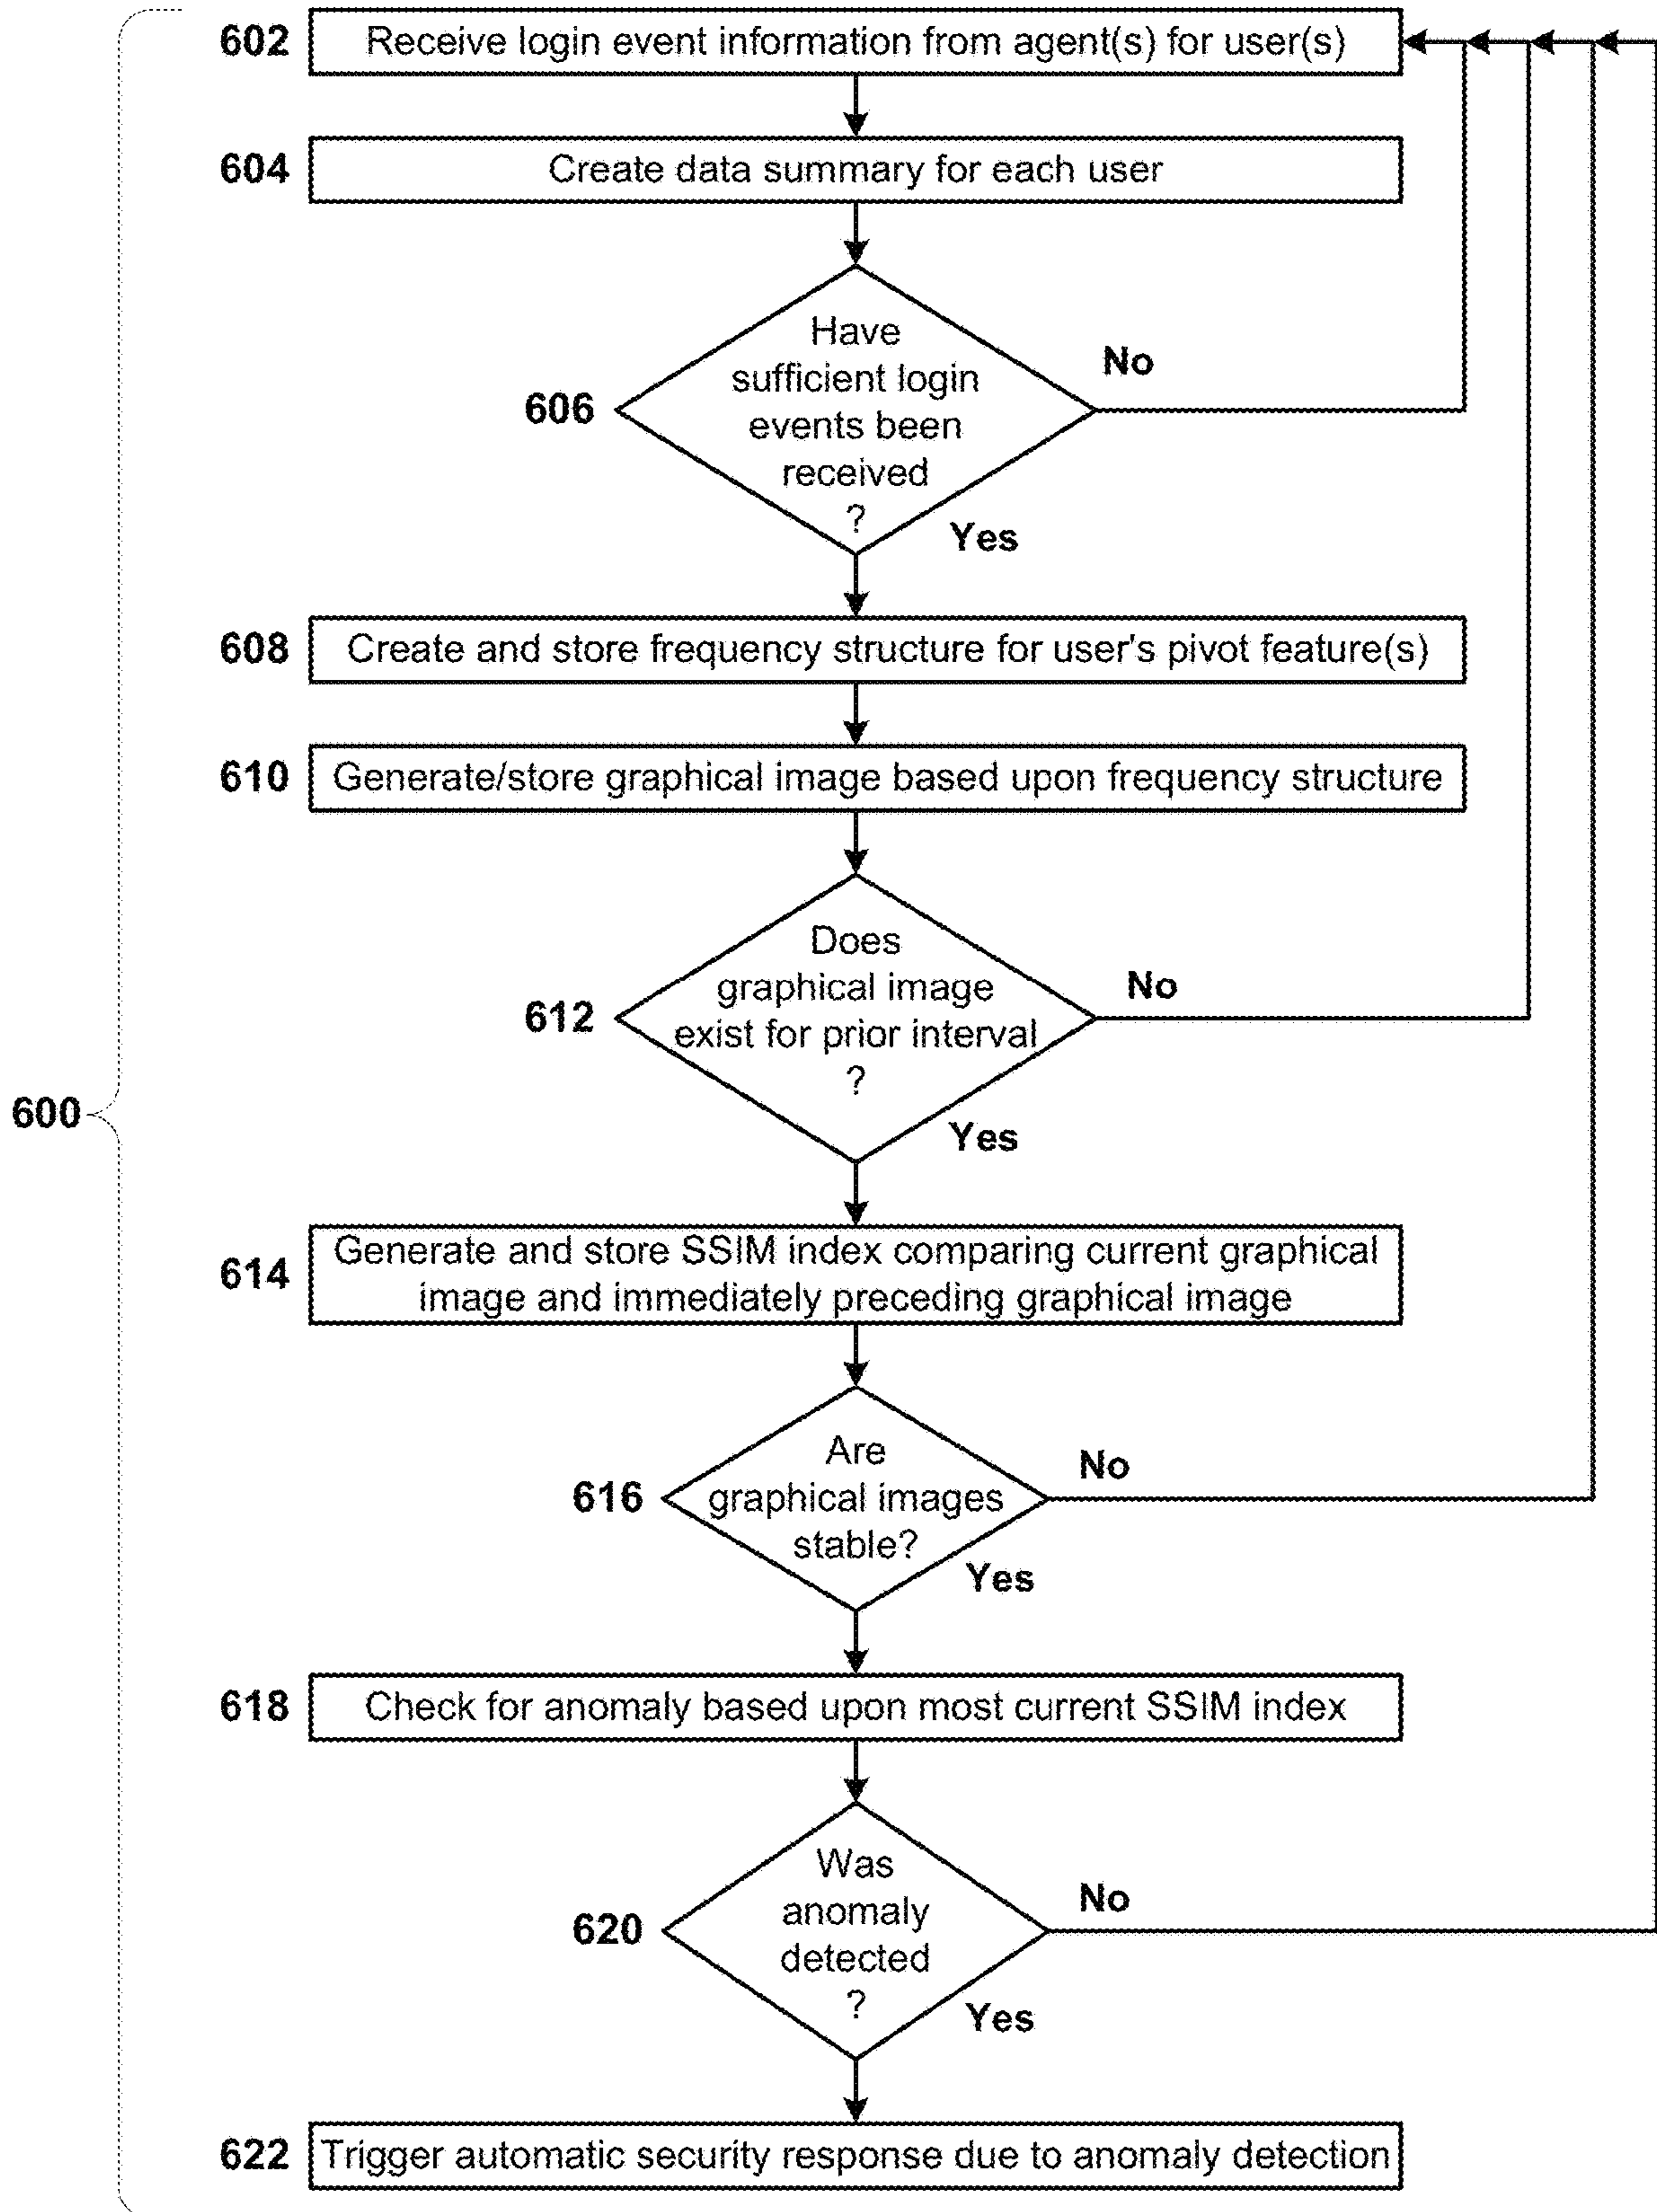 602 Receive login event information from agent(s) for user(s)
604 Create data summary for each user
Have
sufficient login
events been
received
?
606
No
Yes
608 Create and store frequency structure for user's pivot feature(s)
610 Generate/store graphical image based upon frequency structure
Does
graphical image
exist for prior interval
?
612
No
Yes
600
614
Generate and store SSIM index comparing current graphical
image and immediately preceding graphical image
Are
graphical images
stable?
616
No
Yes
618 Check for anomaly based upon most current SSIM index
Was
anomaly
detected
?
620
No
Yes
622 Trigger automatic security response due to anomaly detection